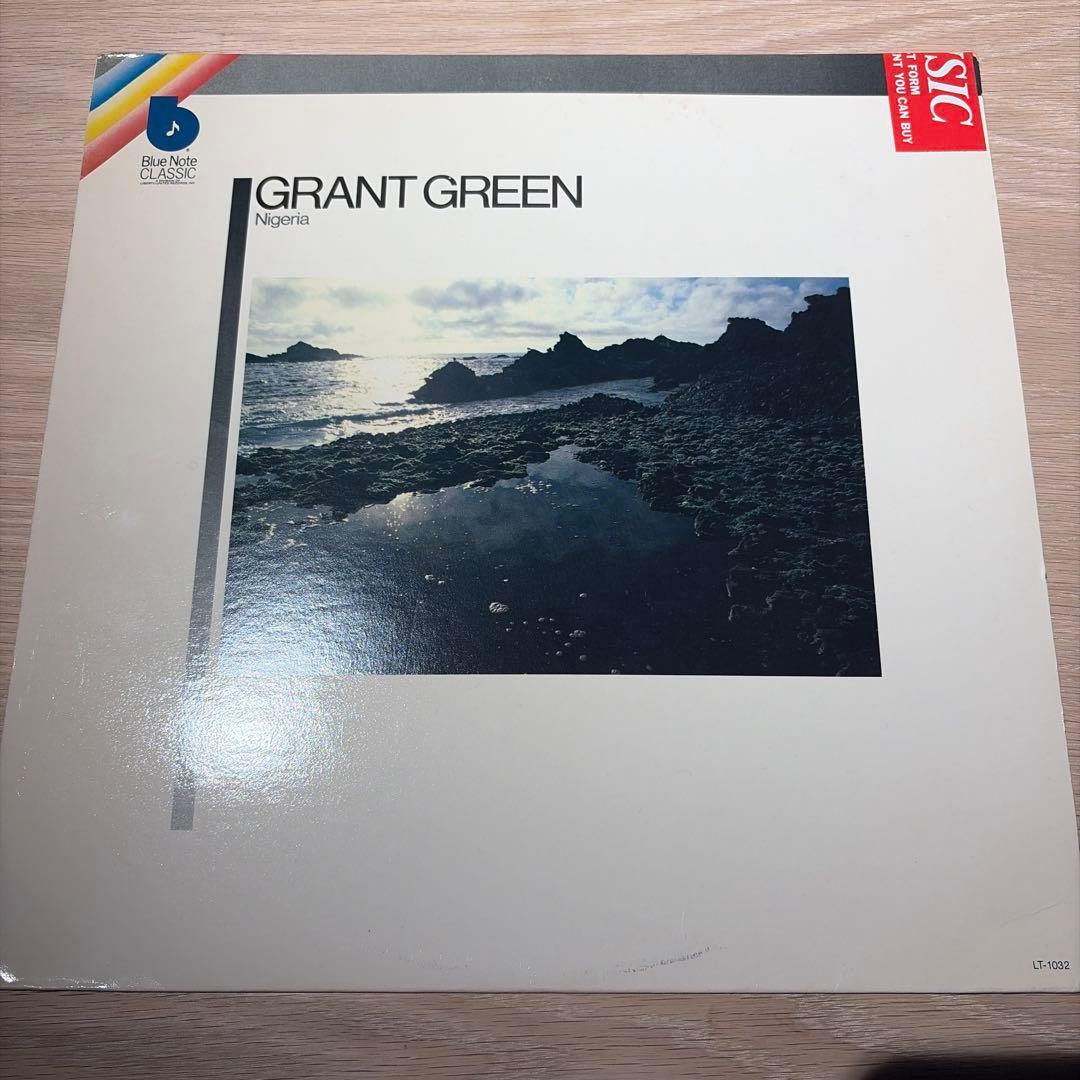 Blue Note
CLASSIC
GRANT GREEN
Nigeria
SIC
T FORM
NT YOU CAN BUY
LT-1032